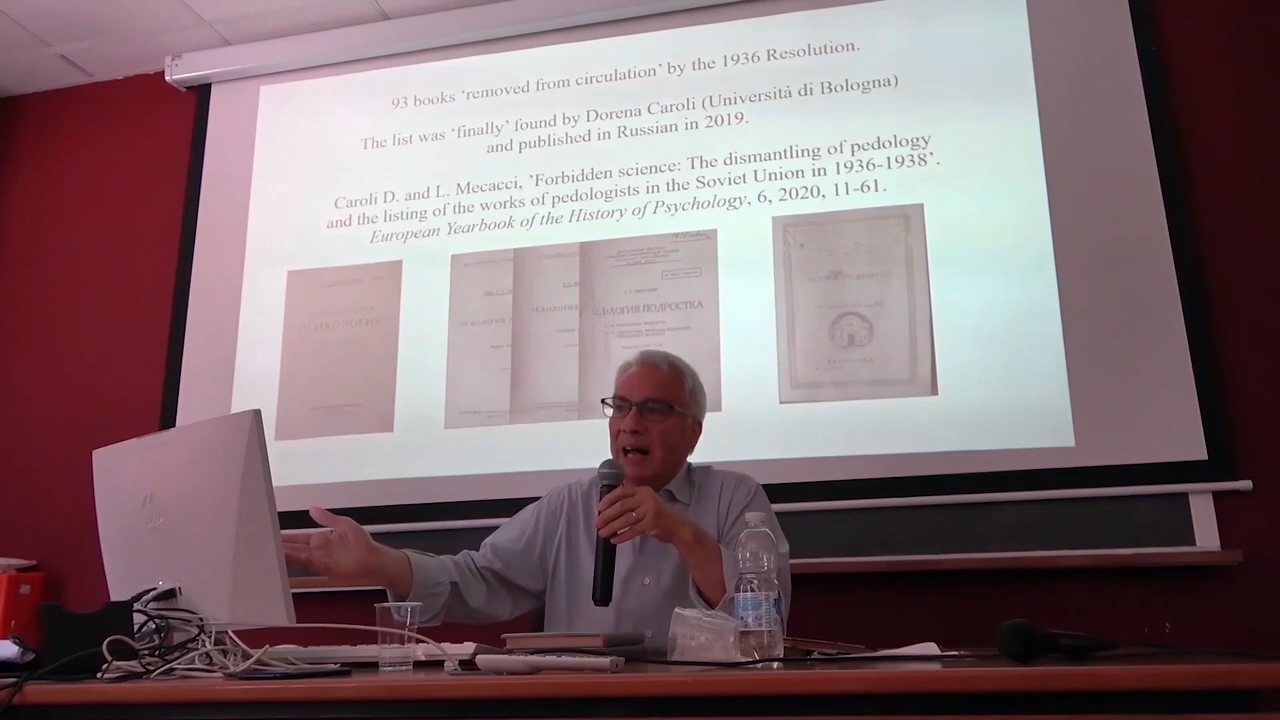 93 books ‘removed from circulation’ by the 1936 Resolution.
The list was ‘finally’ found by Dorena Caroli (Università di Bologna)
and published in Russian in 2019.
Caroli D. and L. Mecacci, ’Forbidden science: The dismantling of pedology
and the listing of the works of pedologists in the Soviet Union in 1936-1938’.
European Yearbook of the History of Psychology, 6, 2020, 11-61.
ПСИХОЛОГИЯ
ПЕДОЛОГИЯ
ПЕДОЛОГИЯ
ПЕДОЛОГИЯ ПОДРОСТКА